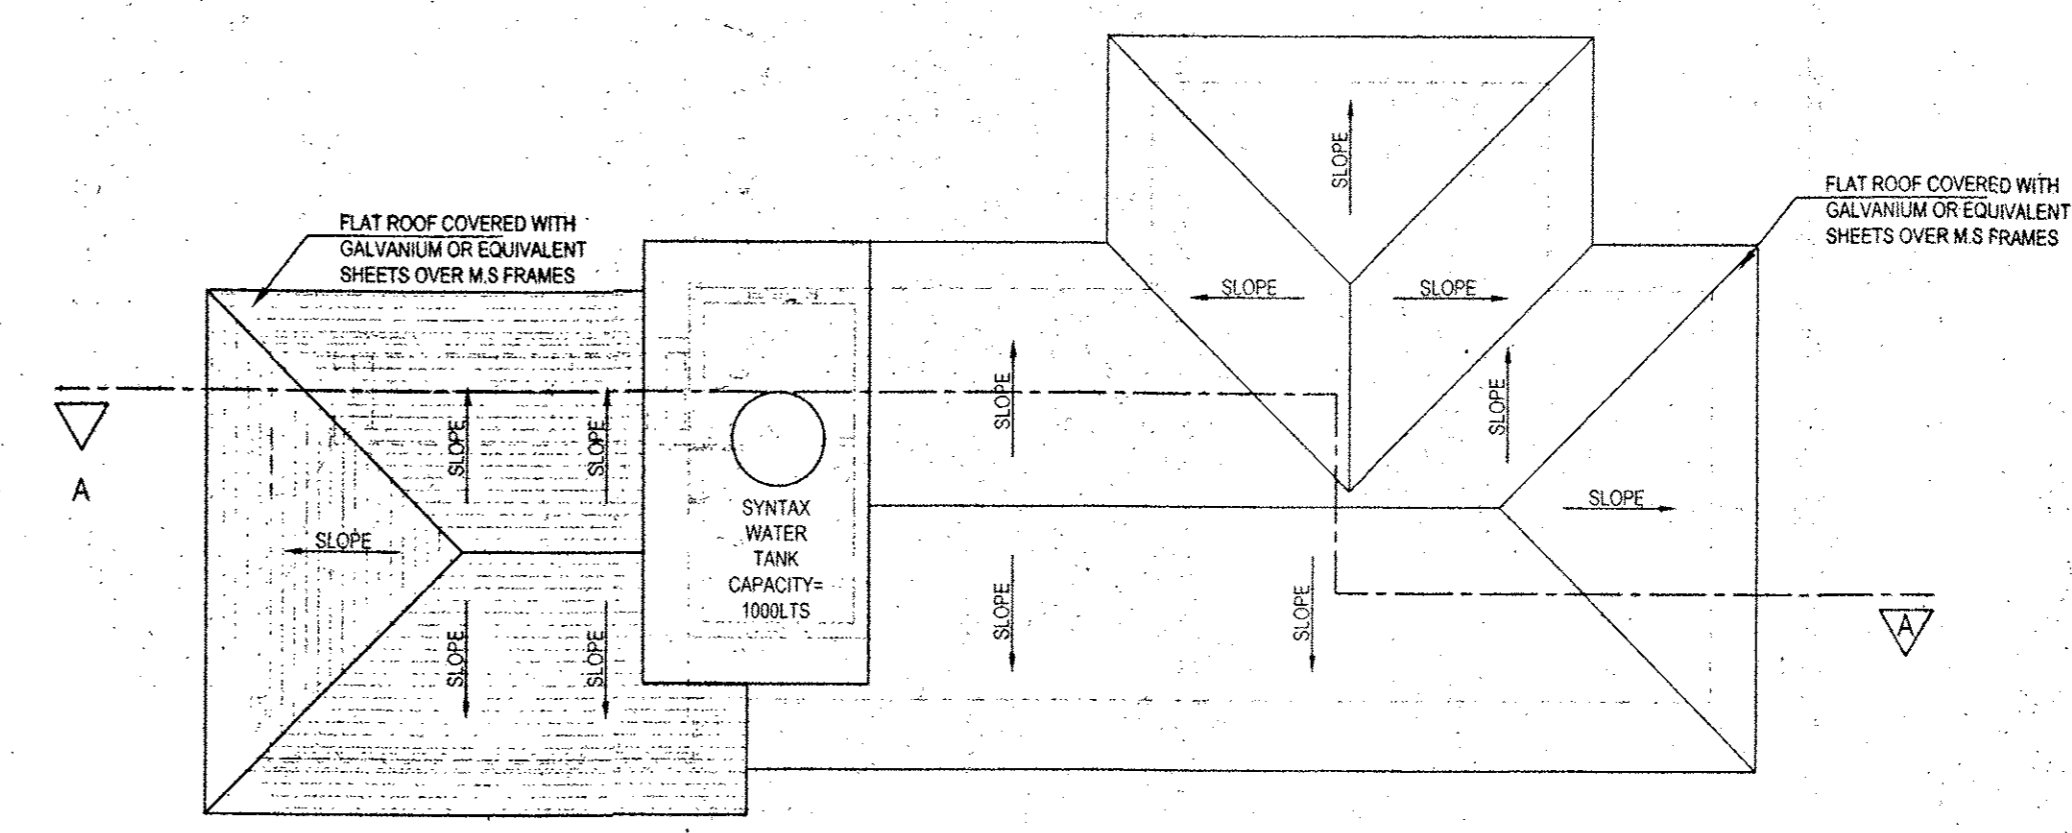 FLAT ROOF COVERED WITH
GALVANIUM OR EQUIVALENT
SHEETS OVER M.S FRAMES
FLAT ROOF COVERED WITH
GALVANIUM OR EQUIVALENT
SHEETS OVER M.S FRAMES
SLOPE
SLOPE
SLOPE
SLOPE
SLOPE
SLOPE
SLOPE
A
SYNTAX
WATER
TANK
CAPACITY=
1000LTS
SLOPE
SLOPE
SLOPE
SLOPE
SLOPE
SLOPE
A